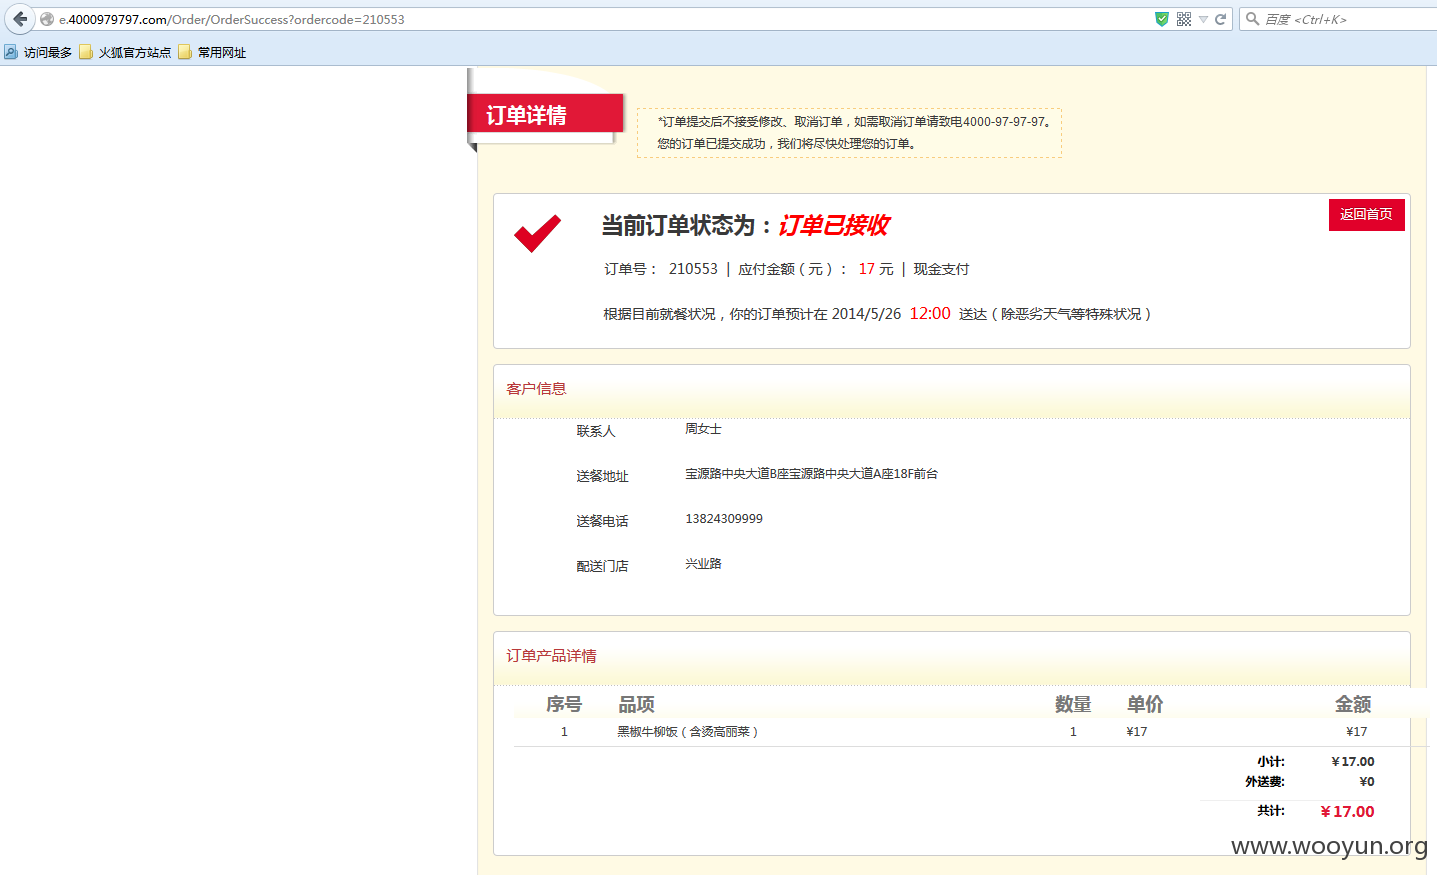 e.4000979797.com/Order/OrderSuccess?ordercode=210553
百度 <Ctrl+K>
访问最多 火狐官方站点 常用网址
订单详情
*订单提交后不接受修改、取消订单，如需取消订单请致电4000-97-97-97。
您的订单已提交成功，我们将尽快处理您的订单。
当前订单状态为：订单已接收
返回首页
订单号： 210553 | 应付金额（元）： 17 元 | 现金支付
根据目前就餐状况，你的订单预计在 2014/5/26 12:00 送达（除恶劣天气等特殊状况）
客户信息
联系人 周女士
送餐地址 宝源路中央大道B座宝源路中央大道A座18F前台
送餐电话 13824309999
配送门店 兴业路
订单产品详情
序号 品项 数量 单价 金额
1 黑椒牛柳饭（含烫高丽菜） 1 ¥17 ¥17
小计: ￥17.00
外送费: ¥0
共计: ￥17.00
www.wooyun.org